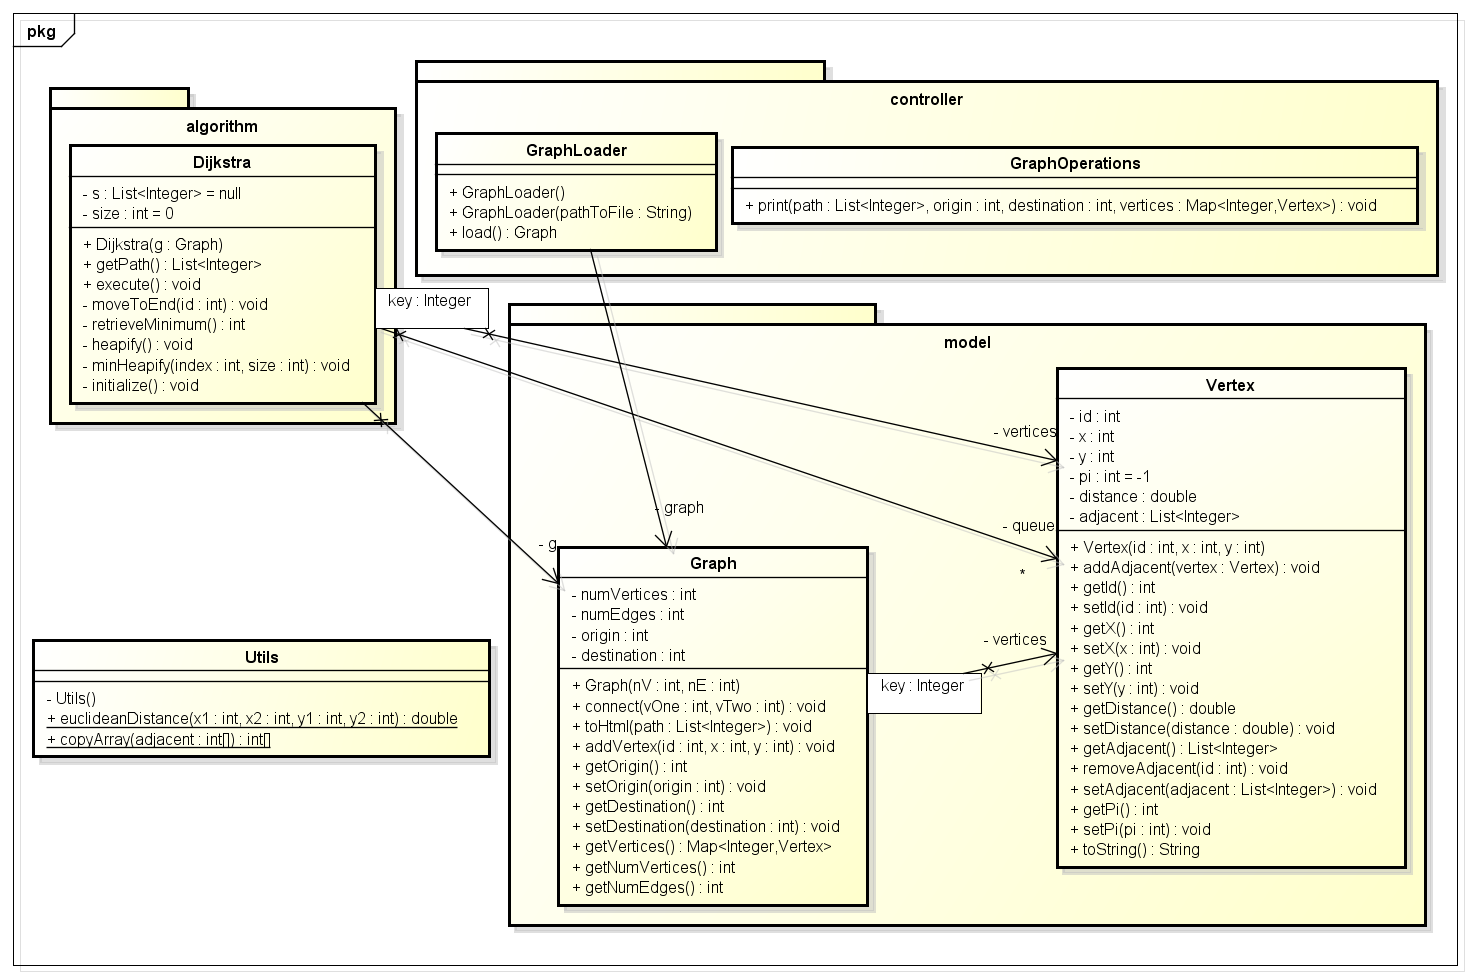 pkg
algorithm
Dijkstra
- s : List<Integer> = null
- size : int = 0
+ Dijkstra(g : Graph)
+ getPath() : List<Integer>
+ execute() : void
- moveToEnd(id : int) : void
- retrieveMinimum() : int
- heapify() : void
- minHeapify(index : int, size : int) : void
- initialize() : void
key : Integer
controller
GraphLoader
+ GraphLoader()
+ GraphLoader(pathToFile : String)
+ load() : Graph
GraphOperations
+ print(path : List<Integer>, origin : int, destination : int, vertices : Map<Integer,Vertex>) : void
model
- vertices
- queue
*
- graph
- g
- vertices
Graph
- numVertices : int
- numEdges : int
- origin : int
- destination : int
+ Graph(nV : int, nE : int)
+ connect(vOne : int, vTwo : int) : void
+ toHtml(path : List<Integer>) : void
+ addVertex(id : int, x : int, y : int) : void
+ getOrigin() : int
+ setOrigin(origin : int) : void
+ getDestination() : int
+ setDestination(destination : int) : void
+ getVertices() : Map<Integer,Vertex>
+ getNumVertices() : int
+ getNumEdges() : int
key : Integer
Vertex
- id : int
- x : int
- y : int
- pi : int = -1
- distance : double
- adjacent : List<Integer>
+ Vertex(id : int, x : int, y : int)
+ addAdjacent(vertex : Vertex) : void
+ getId() : int
+ setId(id : int) : void
+ getX() : int
+ setX(x : int) : void
+ getY() : int
+ setY(y : int) : void
+ getDistance() : double
+ setDistance(distance : double) : void
+ getAdjacent() : List<Integer>
+ removeAdjacent(id : int) : void
+ setAdjacent(adjacent : List<Integer>) : void
+ getPi() : int
+ setPi(pi : int) : void
+ toString() : String
Utils
- Utils()
+ euclideanDistance(x1 : int, x2 : int, y1 : int, y2 : int) : double
+ copyArray(adjacent : int[]) : int[]